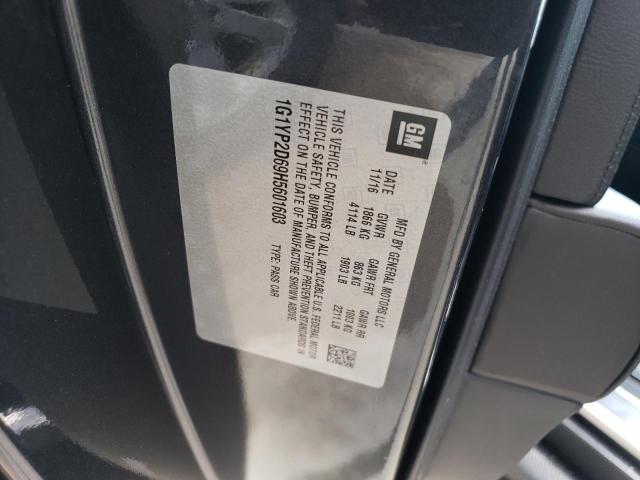 GM
MFD BY GENERAL MOTORS LLC
DATE GVWR GAWR FRT GAWR RR
11/16 1866 KG 863 KG 1003 KG
4114 LB 1903 LB 2211 LB
THIS VEHICLE CONFORMS TO ALL APPLICABLE U.S. FEDERAL MOTOR
VEHICLE SAFETY, BUMPER, AND THEFT PREVENTION STANDARDS IN
EFFECT ON THE DATE OF MANUFACTURE SHOWN ABOVE.
1G1YP2D69H5601603 TYPE: PASS CAR